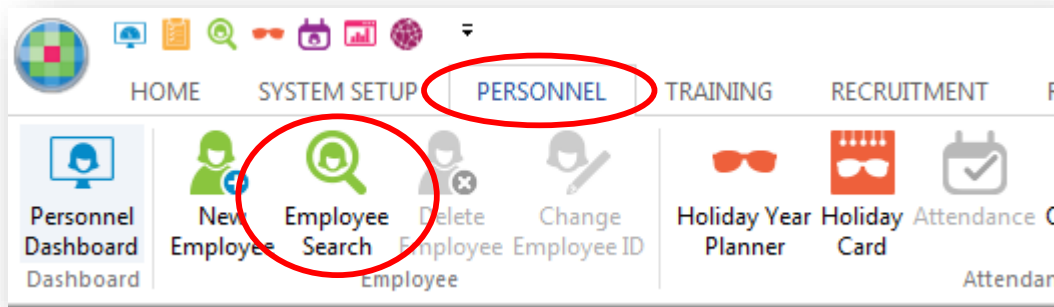 HOME SYSTEM SETUP PERSONNEL TRAINING RECRUITMENT
Personnel New Employee Delete Change Holiday Year Holiday Attendance
Dashboard Employee Search Employee Employee ID Planner Card
Dashboard Employee